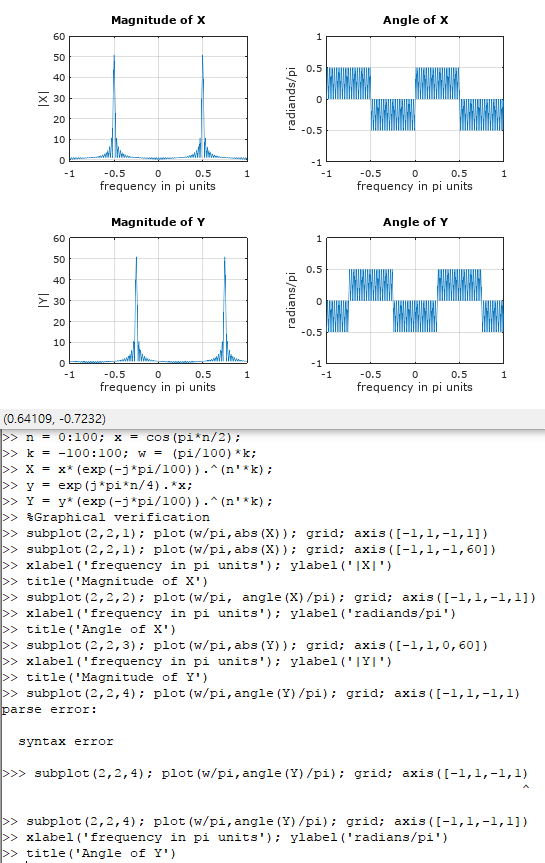 Magnitude of X
60
50
40
30
20
10
0
|X|
-1 -0.5 0 0.5 1
frequency in pi units
Angle of X
1
0.5
0
-0.5
-1
radiands/pi
-1 -0.5 0 0.5 1
frequency in pi units
Magnitude of Y
60
50
40
30
20
10
0
|Y|
-1 -0.5 0 0.5 1
frequency in pi units
Angle of Y
1
0.5
0
-0.5
-1
radians/pi
-1 -0.5 0 0.5 1
frequency in pi units
(0.64109, -0.7232)
>> n = 0:100; x = cos(pi*n/2);
>> k = -100:100; w = (pi/100)*k;
>> X = x*(exp(-j*pi/100)).^(n'*k);
>> y = exp(j*pi*n/4).*x;
>> Y = y*(exp(-j*pi/100)).^(n'*k);
>> %Graphical verification
>> subplot(2,2,1); plot(w/pi,abs(X)); grid; axis([-1,1,-1,1])
>> subplot(2,2,1); plot(w/pi,abs(X)); grid; axis([-1,1,-1,60])
>> xlabel('frequency in pi units'); ylabel('|X|')
>> title('Magnitude of X')
>> subplot(2,2,2); plot(w/pi, angle(X)/pi); grid; axis([-1,1,-1,1])
>> xlabel('frequency in pi units'); ylabel('radiands/pi')
>> title('Angle of X')
>> subplot(2,2,3); plot(w/pi,abs(Y)); grid; axis([-1,1,0,60])
>> xlabel('frequency in pi units'); ylabel('|Y|')
>> title('Magnitude of Y')
>> subplot(2,2,4); plot(w/pi,angle(Y)/pi); grid; axis([-1,1,-1,1)
parse error:
syntax error
>>> subplot(2,2,4); plot(w/pi,angle(Y)/pi); grid; axis([-1,1,-1,1)
^
>> subplot(2,2,4); plot(w/pi,angle(Y)/pi); grid; axis([-1,1,-1,1])
>> xlabel('frequency in pi units'); ylabel('radians/pi')
>> title('Angle of Y')